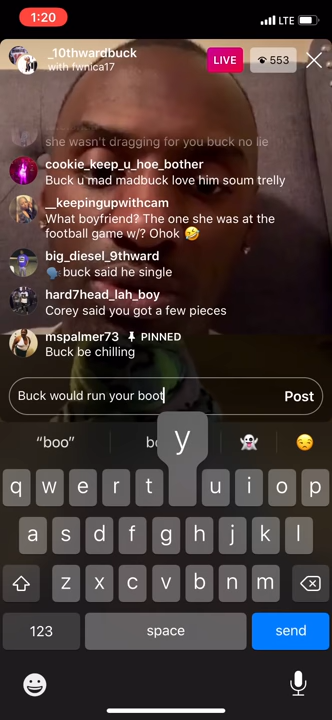 1:20
LTE
_10thwardbuck
with fwnica17
LIVE
553
she wasn't dragging for you buck no lie
cookie_keep_u_hoe_bother
Buck u mad madbuck love him soum trelly
__keepingupwithcam
What boyfriend? The one she was at the
football game w/? Ohok 🤣
big_diesel_9thward
🗣 buck said he single
hard7head_lah_boy
Corey said you got a few pieces
mspalmer73 PINNED
Buck be chilling
Buck would run your boot Post
“boo” 👻 😒
y
q w e r t u i o p
a s d f g h j k l
z x c v b n m
123 space send